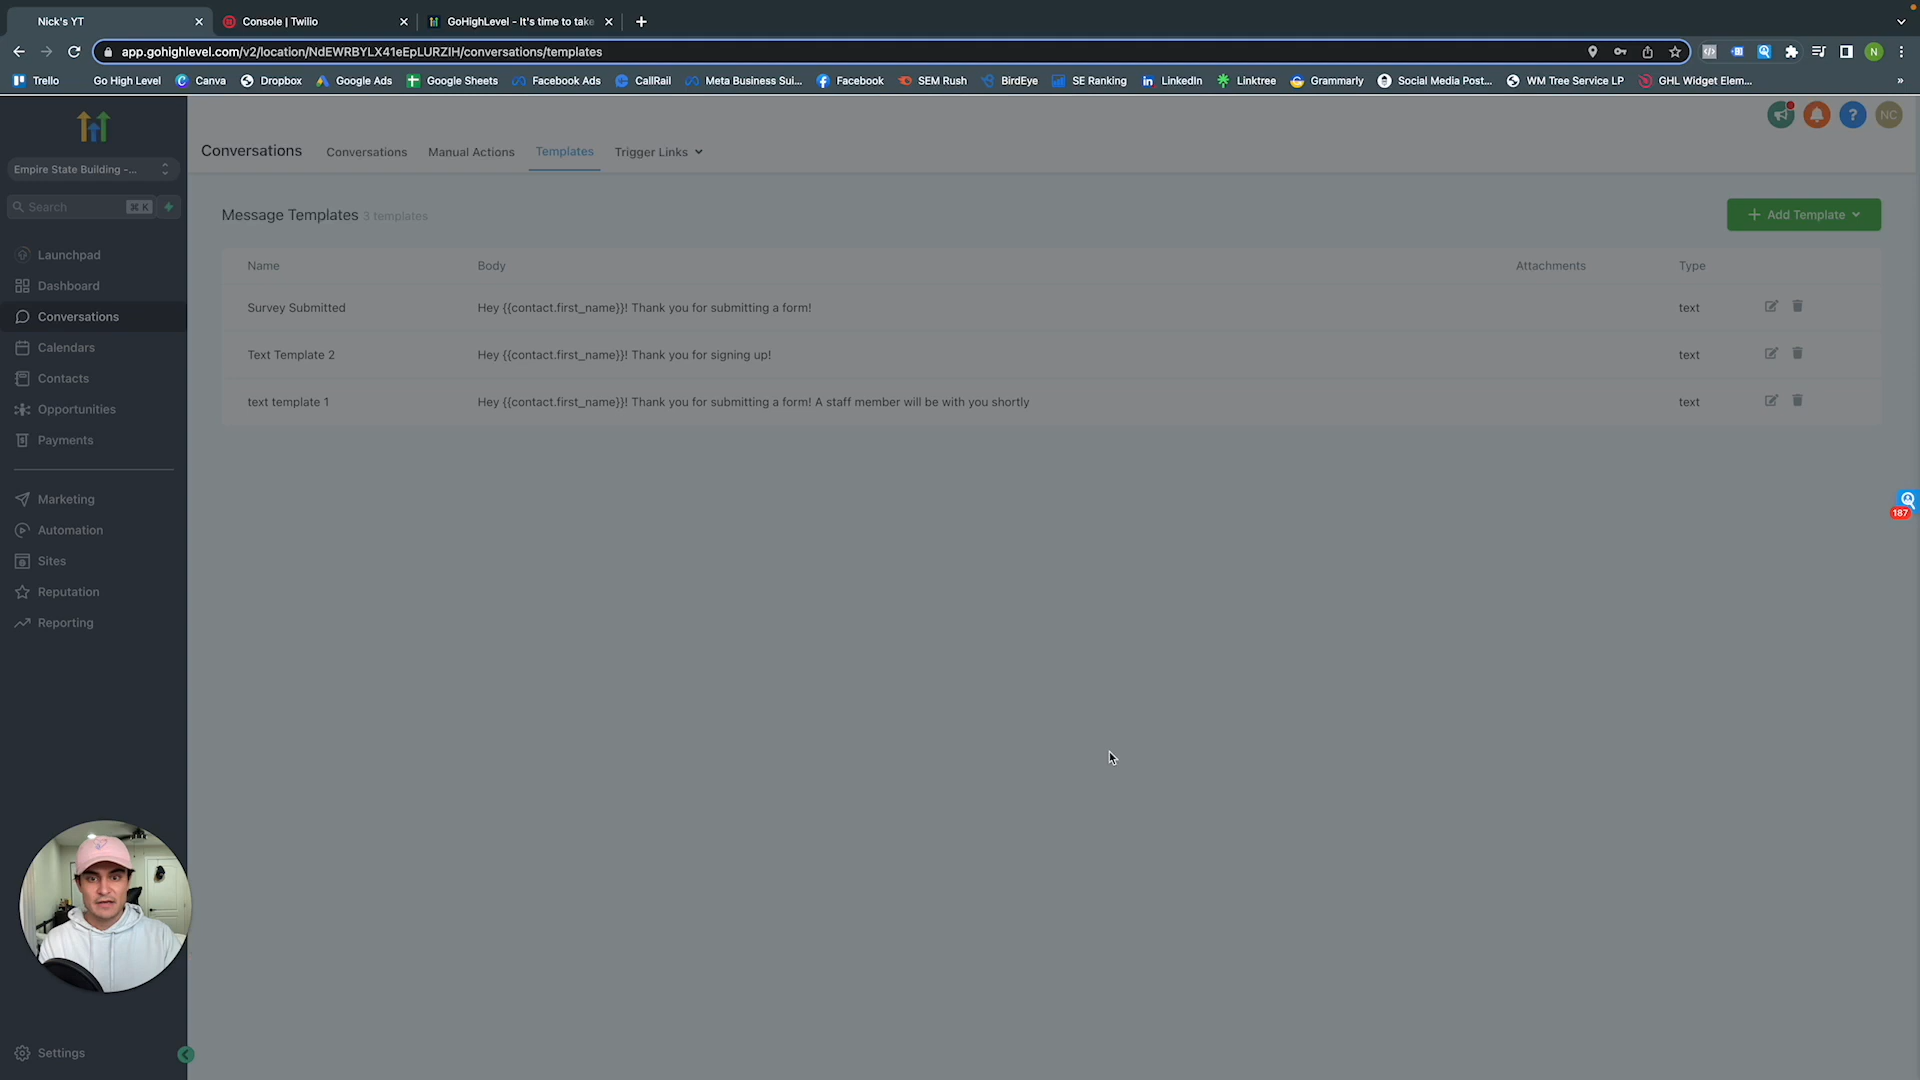 Nick's YT
Console | Twilio
GoHighLevel - It's time to take
app.gohighlevel.com/v2/location/NdEWRBYLX41eEpLURZIH/conversations/templates
Trello
Go High Level
Canva
Dropbox
Google Ads
Google Sheets
Facebook Ads
CallRail
Meta Business Sui...
Facebook
SEM Rush
BirdEye
SE Ranking
LinkedIn
Linktree
Grammarly
Social Media Post...
WM Tree Service LP
GHL Widget Elem...
N
NC
Empire State Building -...
Search
⌘ K
Launchpad
Dashboard
Conversations
Calendars
Contacts
Opportunities
Payments
Marketing
Automation
Sites
Reputation
Reporting
Settings
Conversations
Conversations
Manual Actions
Templates
Trigger Links
Message Templates 3 templates
+ Add Template
Name Body Attachments Type
Survey Submitted Hey {{contact.first_name}}! Thank you for submitting a form! text
Text Template 2 Hey {{contact.first_name}}! Thank you for signing up! text
text template 1 Hey {{contact.first_name}}! Thank you for submitting a form! A staff member will be with you shortly text
187